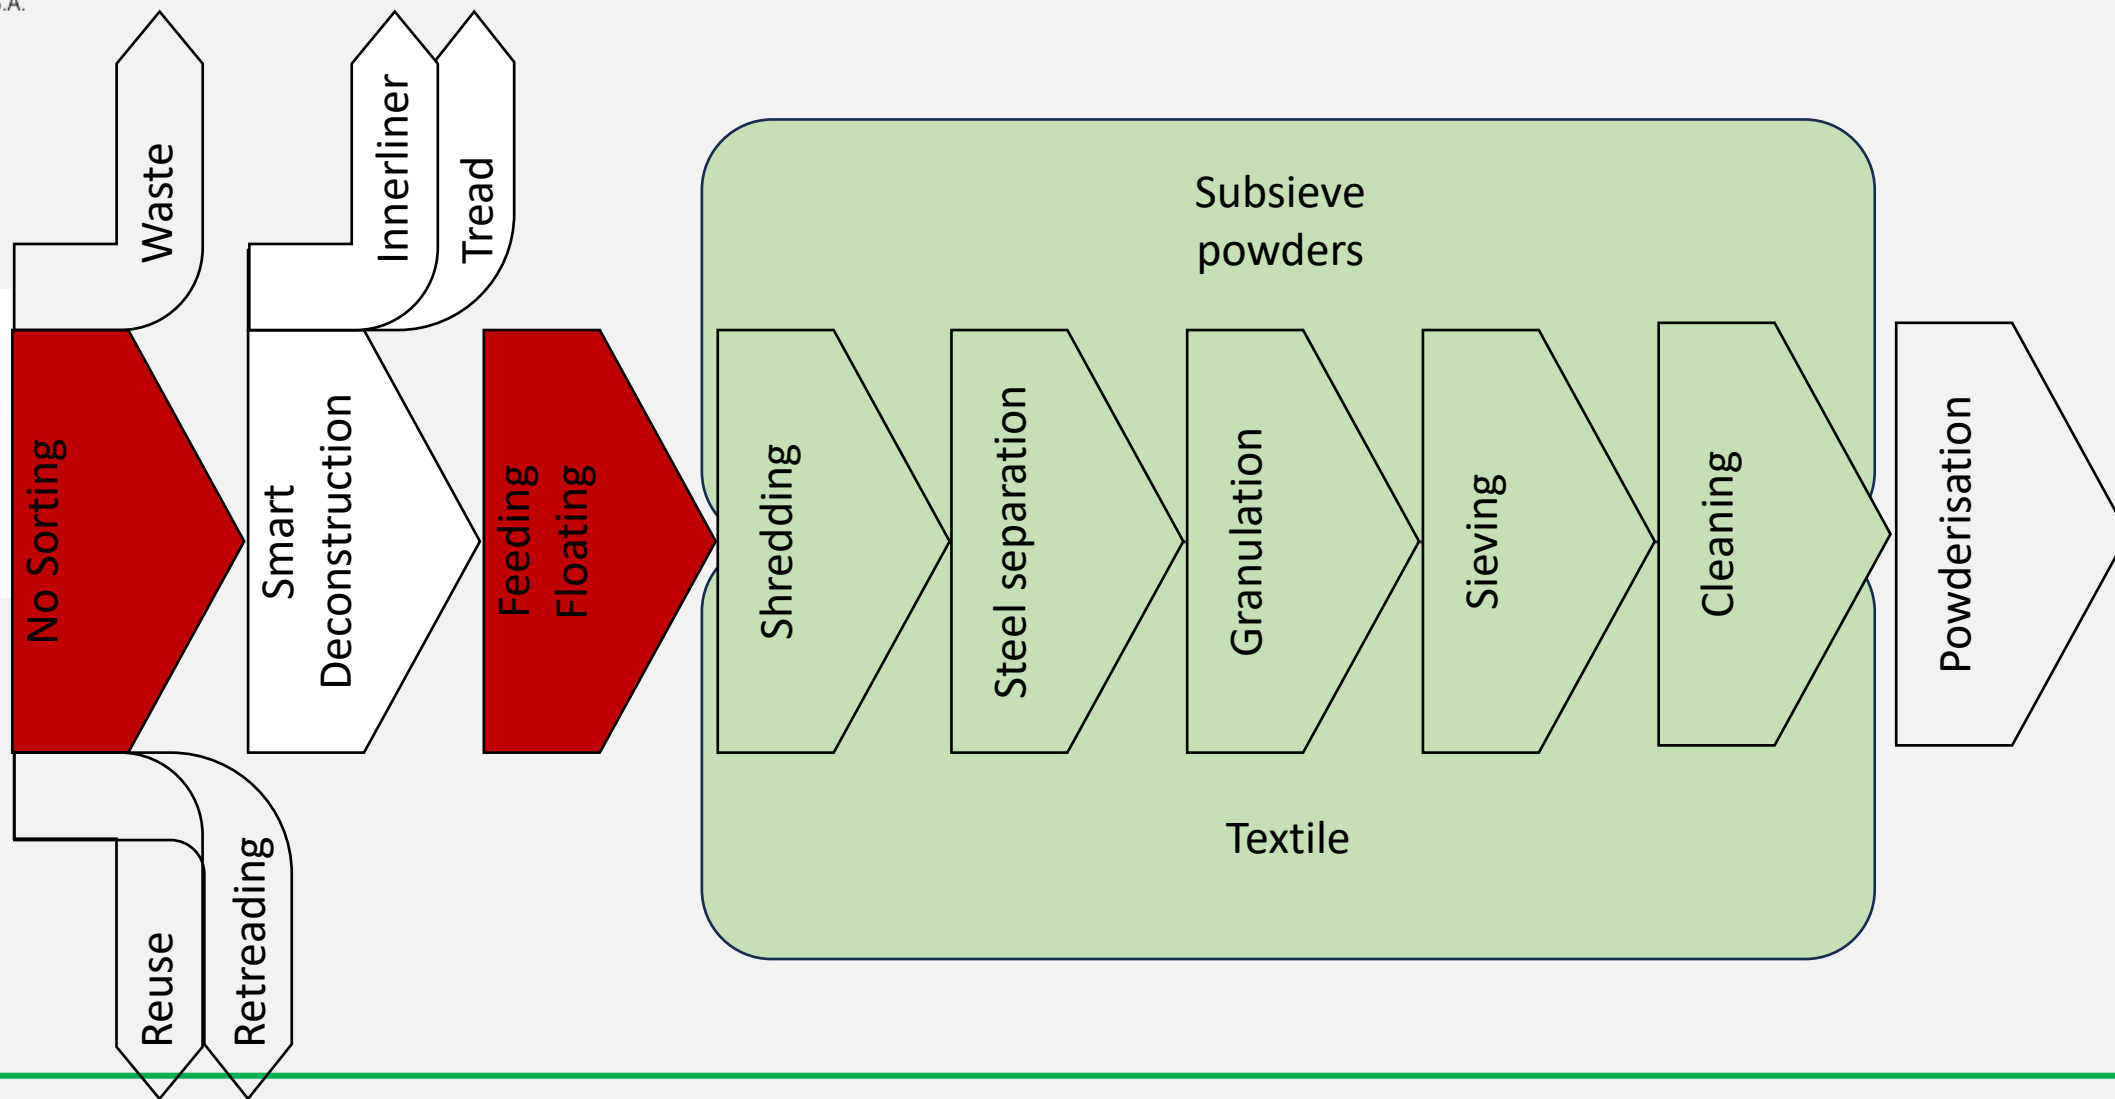 S.A.
Waste
Innerliner
Tread
Subsieve
powders
No Sorting
Smart
Deconstruction
Feeding
Floating
Shredding
Steel separation
Granulation
Sieving
Cleaning
Powderisation
Textile
Reuse
Retreading